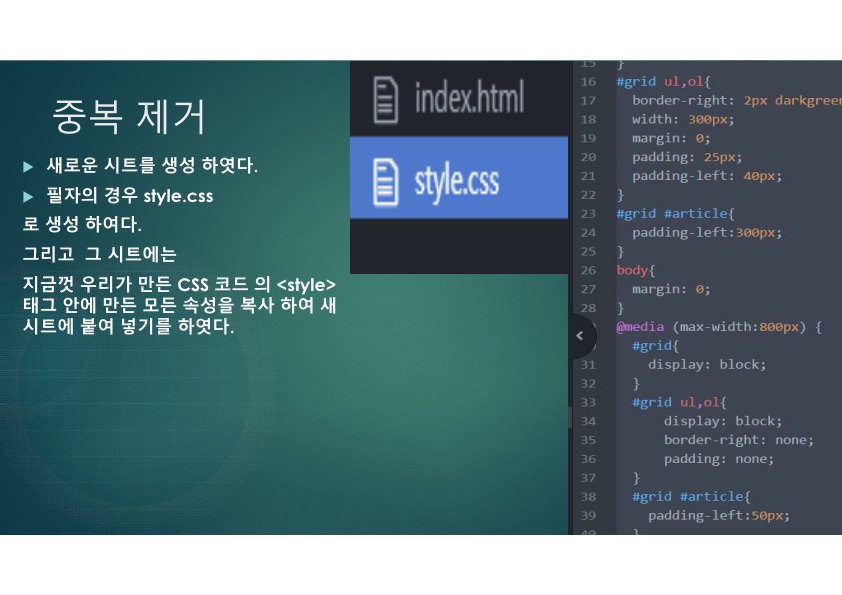 중복 제거
▶ 새로운 시트를 생성 하엿다.
▶ 필자의 경우 style.css
로 생성 하여다.
그리고 그 시트에는
지금껏 우리가 만든 CSS 코드 의 <style>
태그 안에 만든 모든 속성을 복사 하여 새
시트에 붙여 넣기를 하엿다.
index.html
style.css
15 }
16 #grid ul,ol{
17 border-right: 2px darkgreen
18 width: 300px;
19 margin: 0;
20 padding: 25px;
21 padding-left: 40px;
22 }
23 #grid #article{
24 padding-left:300px;
25 }
26 body{
27 margin: 0;
28 }
@media (max-width:800px) {
#grid{
31 display: block;
32 }
33 #grid ul,ol{
34 display: block;
35 border-right: none;
36 padding: none;
37 }
38 #grid #article{
39 padding-left:50px;
40 }